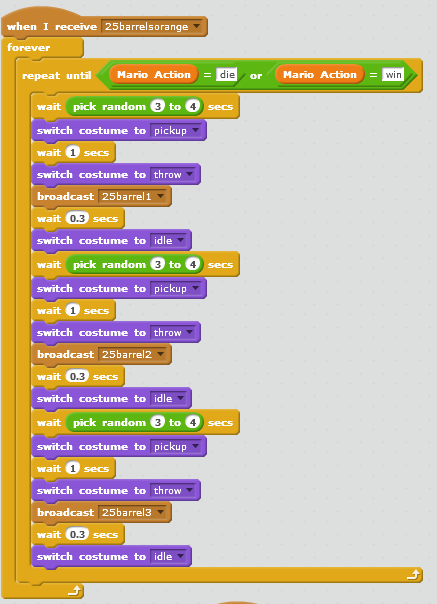 when I receive 25barrelsorange
forever
repeat until Mario Action = die or Mario Action = win
wait pick random 3 to 4 secs
switch costume to pickup
wait 1 secs
switch costume to throw
broadcast 25barrel1
wait 0.3 secs
switch costume to idle
wait pick random 3 to 4 secs
switch costume to pickup
wait 1 secs
switch costume to throw
broadcast 25barrel2
wait 0.3 secs
switch costume to idle
wait pick random 3 to 4 secs
switch costume to pickup
wait 1 secs
switch costume to throw
broadcast 25barrel3
wait 0.3 secs
switch costume to idle